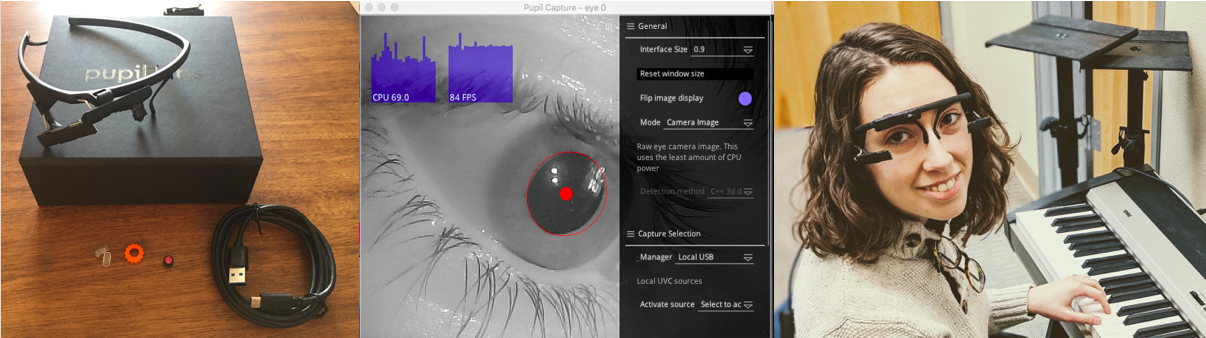 pupil labs
Pupil Capture - eye 0
CPU 69.0
84 FPS
General
Interface Size 0.9
Reset window size
Flip image display
Mode Camera Image
Raw eye camera image. This
uses the least amount of CPU
power
Detection method C++ 3d d
Capture Selection
Manager Local USB
Local UVC sources
Activate source Select to ac
KORG